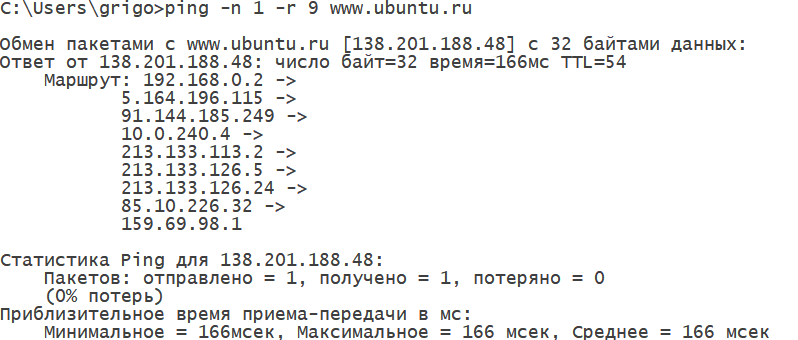 C:\Users\grigo>ping -n 1 -r 9 www.ubuntu.ru
Обмен пакетами с www.ubuntu.ru [138.201.188.48] с 32 байтами данных:
Ответ от 138.201.188.48: число байт=32 время=166мс TTL=54
Маршрут: 192.168.0.2 ->
5.164.196.115 ->
91.144.185.249 ->
10.0.240.4 ->
213.133.113.2 ->
213.133.126.5 ->
213.133.126.24 ->
85.10.226.32 ->
159.69.98.1
Статистика Ping для 138.201.188.48:
Пакетов: отправлено = 1, получено = 1, потеряно = 0
(0% потерь)
Приблизительное время приема-передачи в мс:
Минимальное = 166мсек, Максимальное = 166 мсек, Среднее = 166 мсек